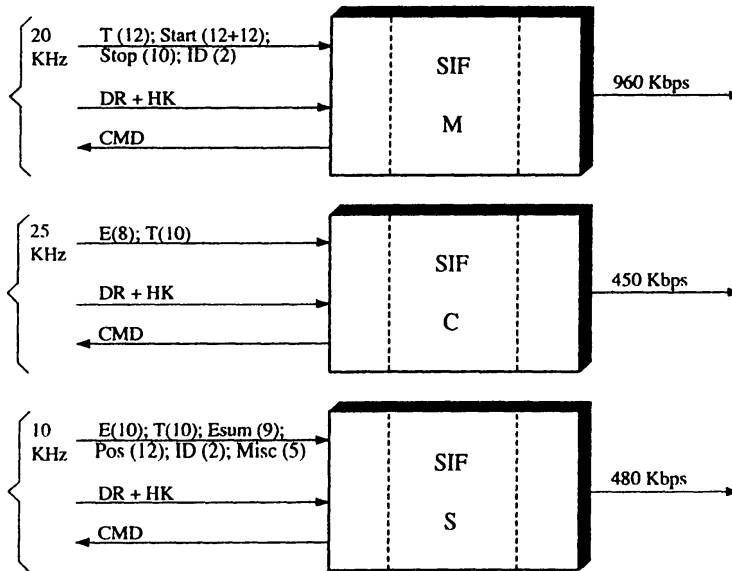 20
KHz
T (12); Start (12+12);
Stop (10); ID (2)
DR + HK
CMD
SIF
M
960 Kbps
25
KHz
E(8); T(10)
DR + HK
CMD
SIF
C
450 Kbps
10
KHz
E(10); T(10); Esum (9);
Pos (12); ID (2); Misc (5)
DR + HK
CMD
SIF
S
480 Kbps